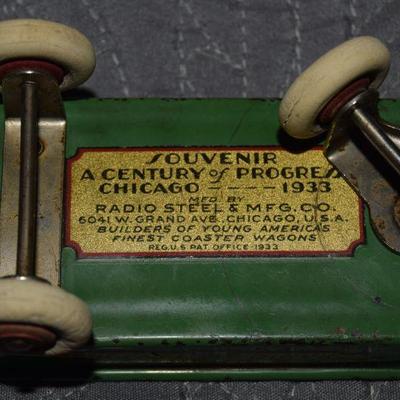 SOUVENIR
A CENTURY of PROGRESS
CHICAGO ---- 1933
MFD BY
RADIO STEEL & MFG. CO.
6041 W. GRAND AVE. CHICAGO, U.S.A.
BUILDERS OF YOUNG AMERICA'S
FINEST COASTER WAGONS
REG. U.S. PAT. OFFICE - 1933